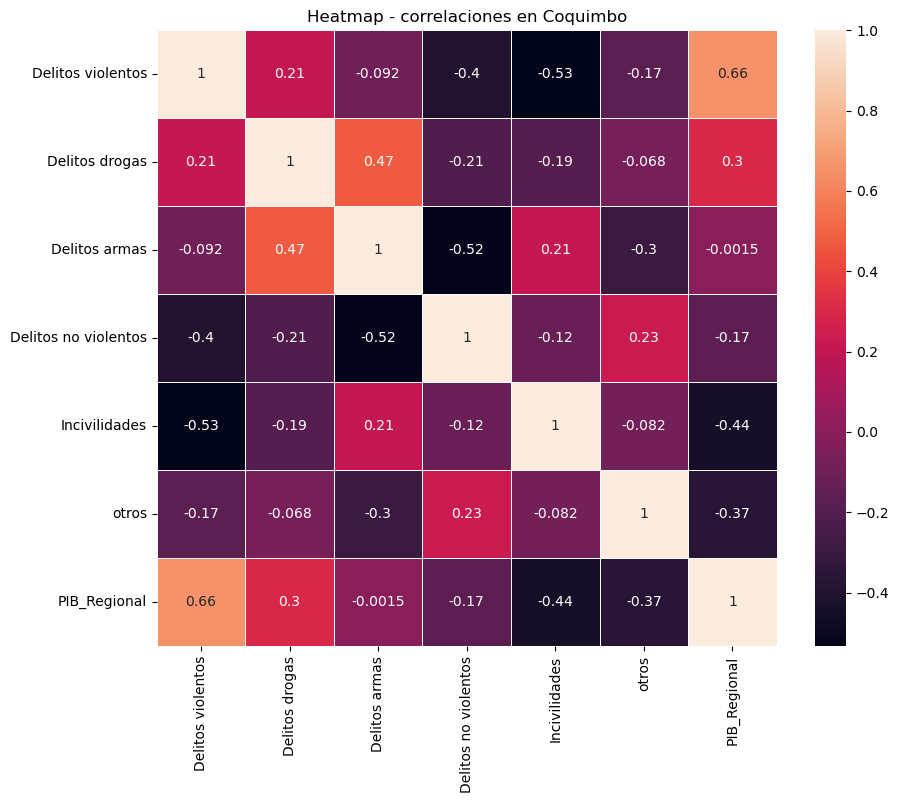 Heatmap - correlaciones en Coquimbo
Delitos violentos 1 0.21 -0.092 -0.4 -0.53 -0.17 0.66
Delitos drogas 0.21 1 0.47 -0.21 -0.19 -0.068 0.3
Delitos armas -0.092 0.47 1 -0.52 0.21 -0.3 -0.0015
Delitos no violentos -0.4 -0.21 -0.52 1 -0.12 0.23 -0.17
Incivilidades -0.53 -0.19 0.21 -0.12 1 -0.082 -0.44
otros -0.17 -0.068 -0.3 0.23 -0.082 1 -0.37
PIB_Regional 0.66 0.3 -0.0015 -0.17 -0.44 -0.37 1
Delitos violentos
Delitos drogas
Delitos armas
Delitos no violentos
Incivilidades
otros
PIB_Regional
1.0
0.8
0.6
0.4
0.2
0.0
−0.2
−0.4